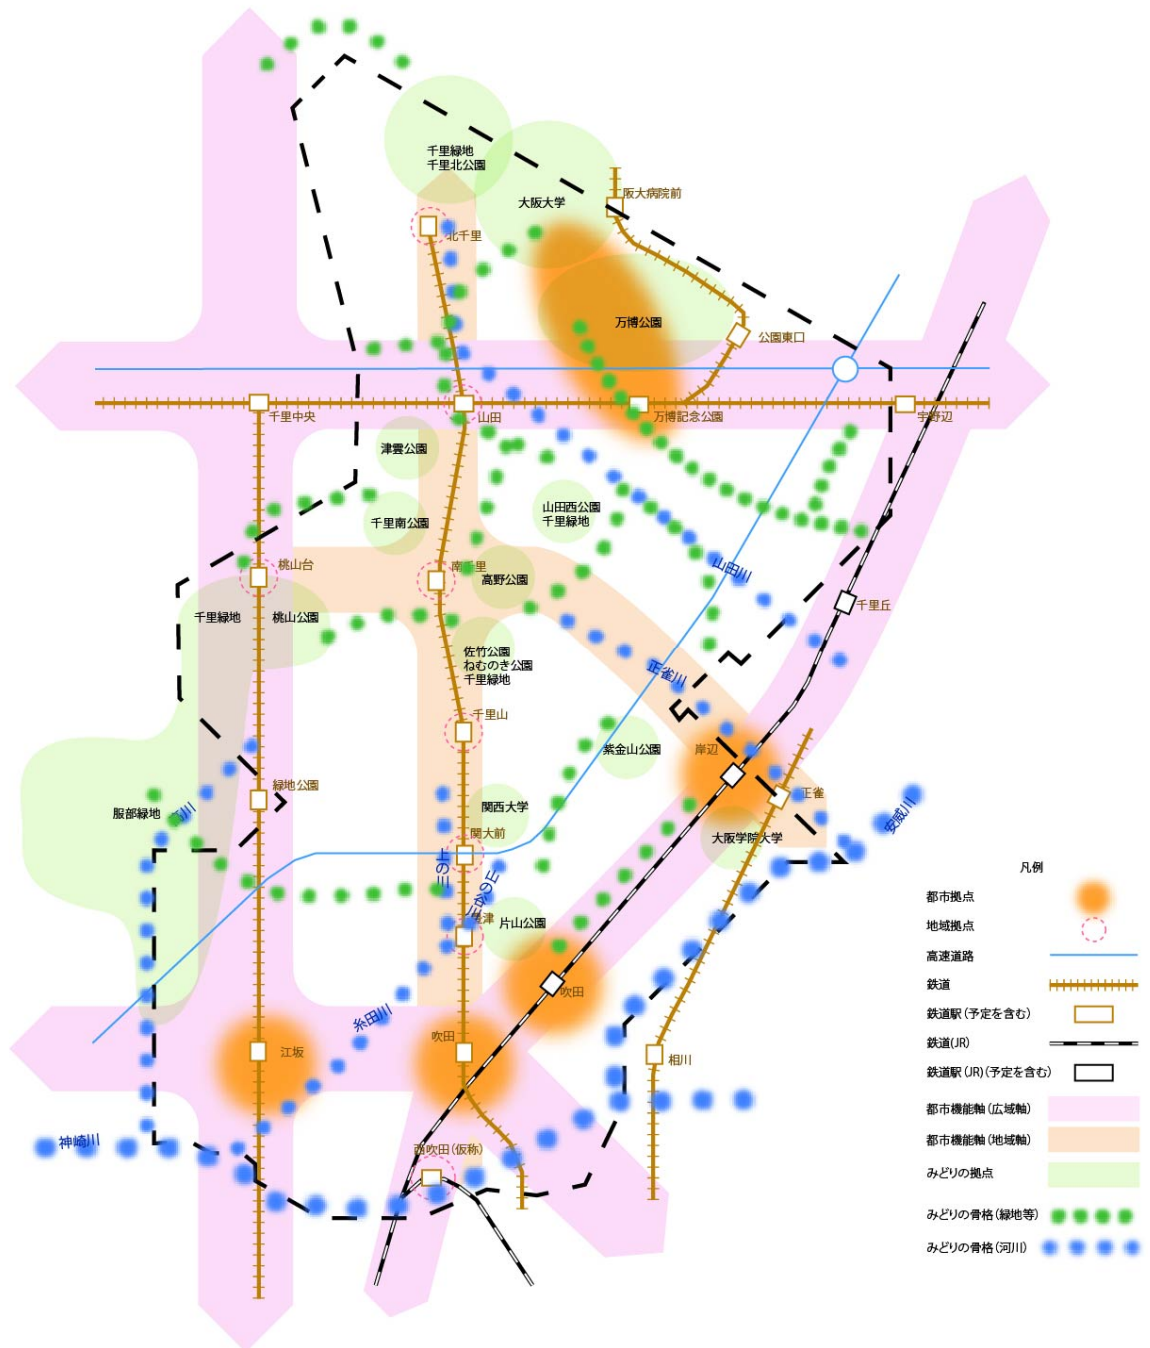 千里緑地
千里北公園
大阪大学
阪大病院前
北千里
万博公園
公園東口
千里中央
山田
万博記念公園
宇野辺
津雲公園
千里南公園
山田西公園
千里緑地
山田川
桃山台
南千里
高野公園
千里丘
千里緑地
桃山公園
佐竹公園
ねむのき公園
千里緑地
正雀川
千里山
紫金山公園
岸辺
緑地公園
正雀
服部緑地
関西大学
安威川
関大前
大阪学院大学
上の川
片山公園
吹田
糸田川
吹田
江坂
相川
神崎川
西吹田(仮称)
凡例
都市拠点
地域拠点
高速道路
鉄道
鉄道駅(予定を含む)
鉄道(JR)
鉄道駅(JR)(予定を含む)
都市機能軸(広域軸)
都市機能軸(地域軸)
みどりの拠点
みどりの骨格(緑地等)
みどりの骨格(河川)